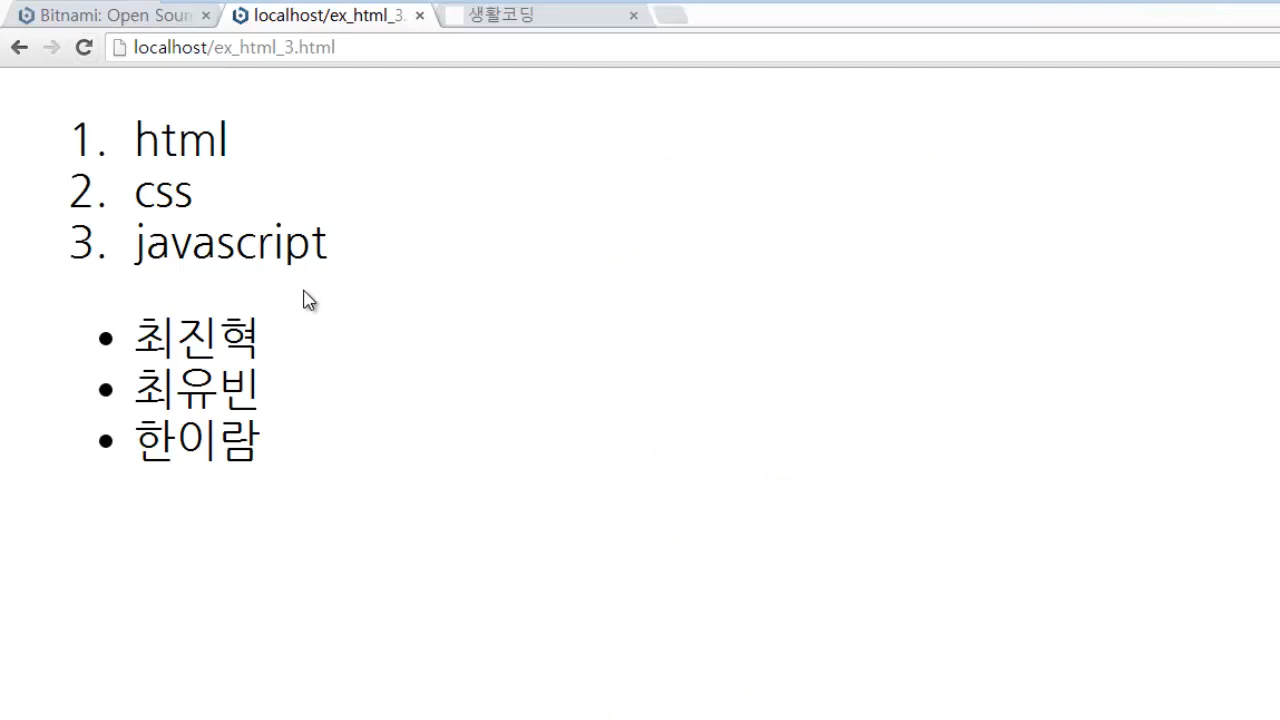 Bitnami: Open Soun
localhost/ex_html_3.
생활코딩
localhost/ex_html_3.html
1. html
2. css
3. javascript
• 최진혁
• 최유빈
• 한이람